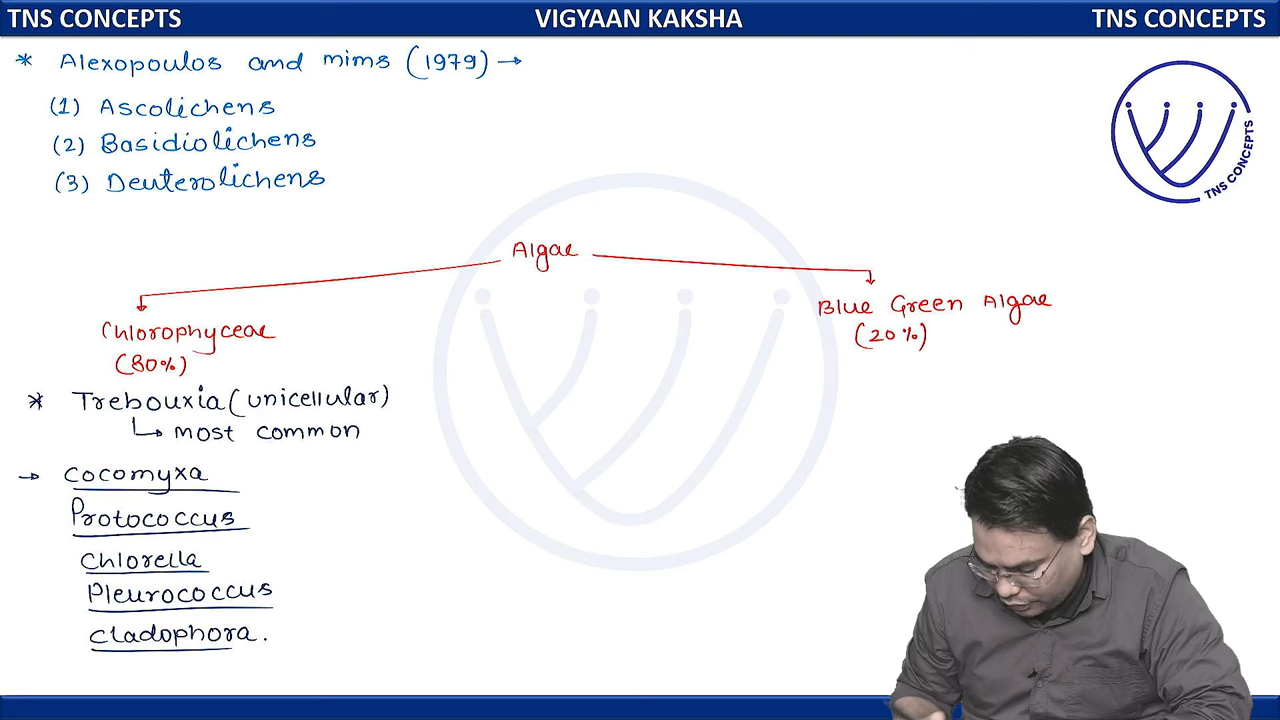 TNS CONCEPTS VIGYAAN KAKSHA TNS CONCEPTS
* Alexopoulos and mims (1979) →
(1) Ascolichens
(2) Basidiolichens
(3) Deuterolichens
TNS CONCEPTS
Algae
Chlorophyceae
(80%)
Blue Green Algae
(20%)
* Trebouxia (unicellular)
↳ most common
→ Cocomyxa
Protococcus
Chlorella
Pleurococcus
Cladophora.